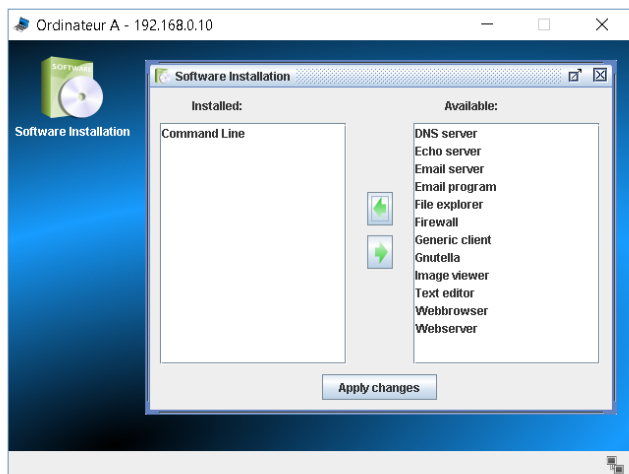 Ordinateur A - 192.168.0.10
SOFTWARE
Software Installation
Software Installation
Installed:
Available:
Command Line
DNS server
Echo server
Email server
Email program
File explorer
Firewall
Generic client
Gnutella
Image viewer
Text editor
Webbrowser
Webserver
Apply changes